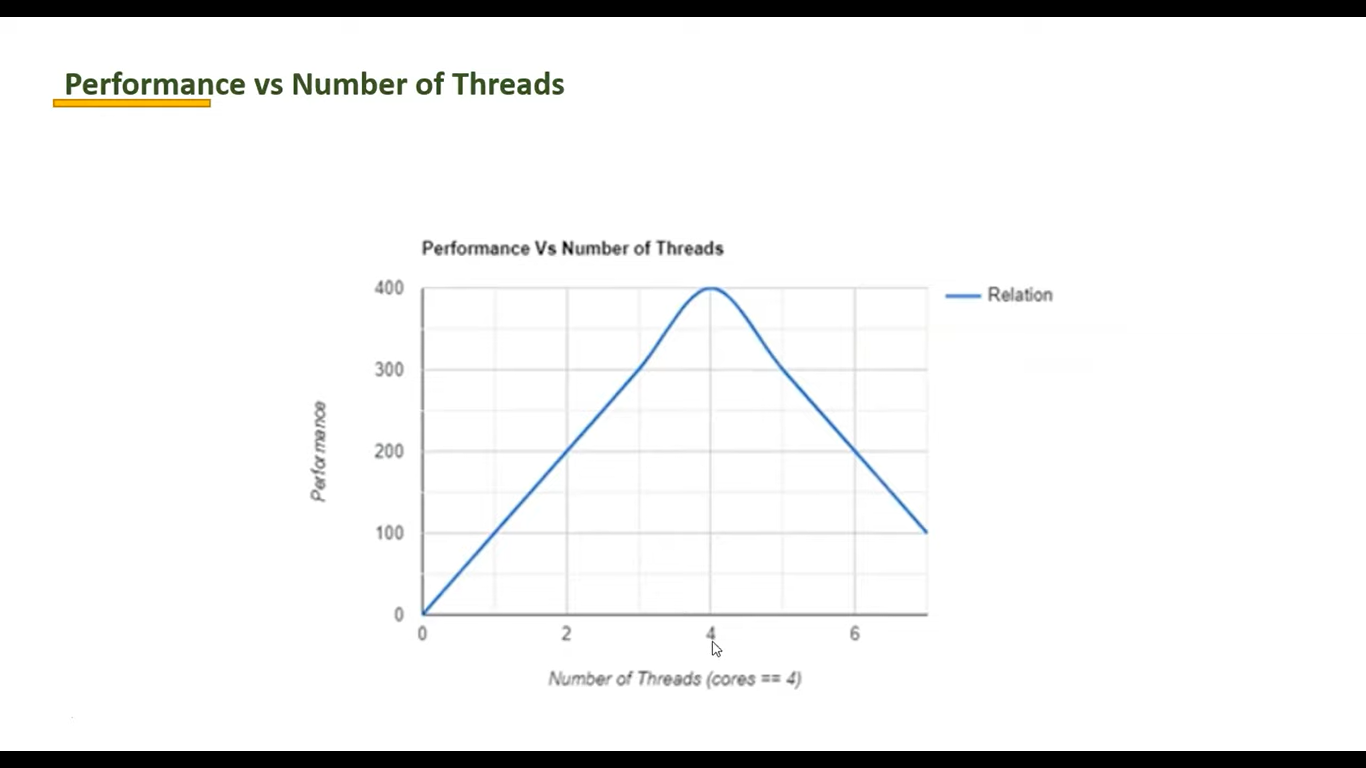 Performance vs Number of Threads
Performance Vs Number of Threads
400
300
200
100
0
Performance
Relation
0 2 4 6
Number of Threads (cores == 4)